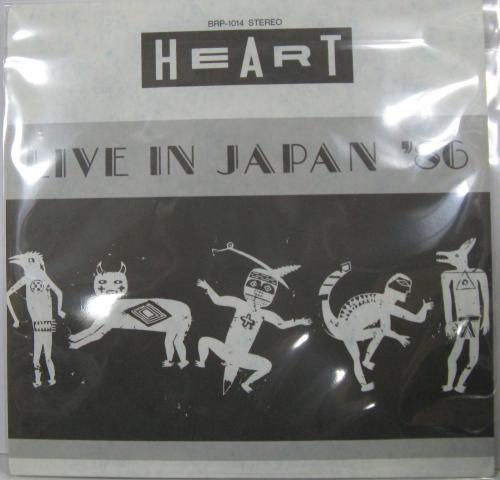 BRP-1014 STEREO
HEART
LIVE IN JAPAN '86